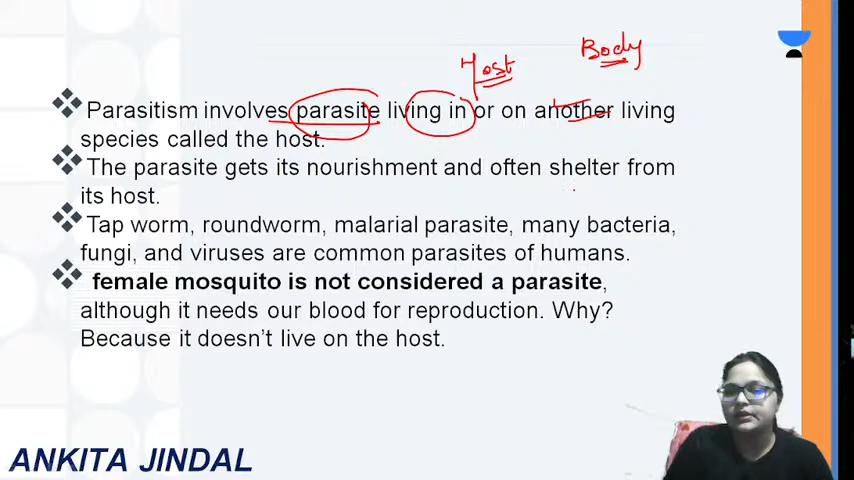 Host
Body
Parasitism involves parasite living in or on another living
species called the host.
The parasite gets its nourishment and often shelter from
its host.
Tap worm, roundworm, malarial parasite, many bacteria,
fungi, and viruses are common parasites of humans.
female mosquito is not considered a parasite,
although it needs our blood for reproduction. Why?
Because it doesn't live on the host.
ANKITA JINDAL